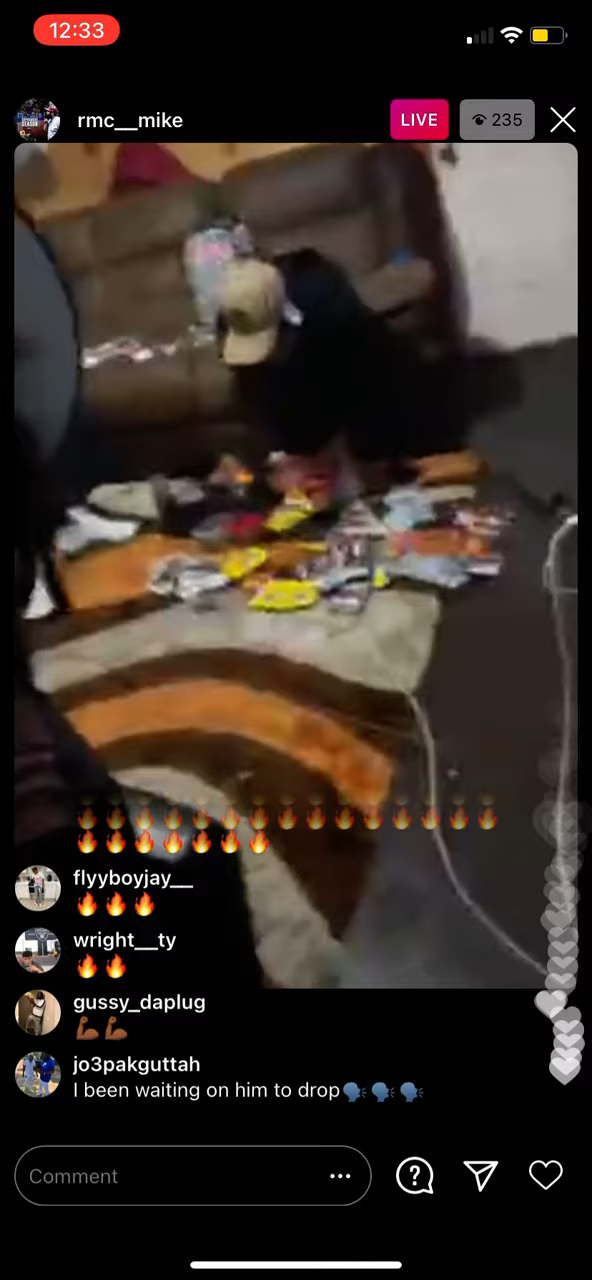 12:33
rmc__mike
LIVE
235
flyyboyjay__
wright__ty
gussy_daplug
jo3pakguttah
I been waiting on him to drop
Comment